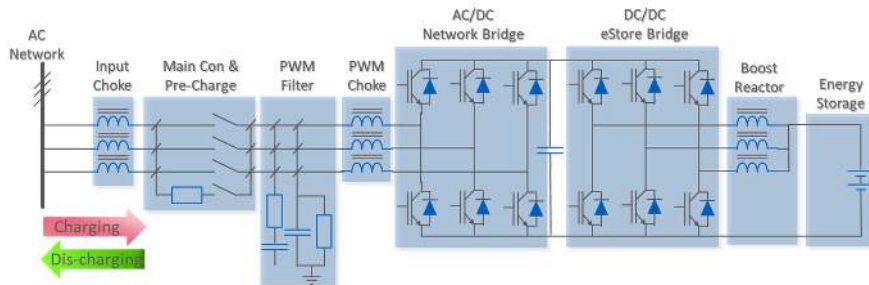 AC
Network
Input
Choke
Main Con &
Pre-Charge
PWM
Filter
PWM
Choke
AC/DC
Network Bridge
DC/DC
eStore Bridge
Boost
Reactor
Energy
Storage
Charging
Dis-charging